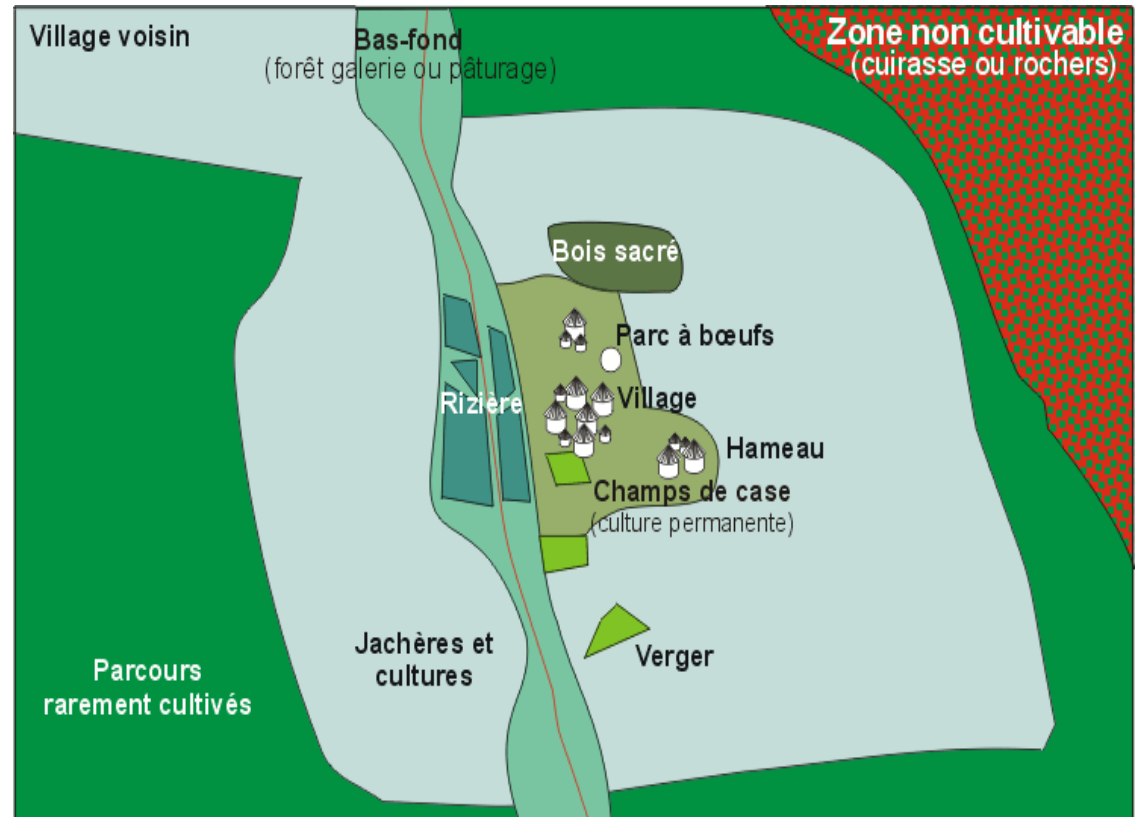 Village voisin
Bas-fond
(forêt galerie ou pâturage)
Zone non cultivable
(cuirasse ou rochers)
Bois sacré
Parc à bœufs
Rizière
Village
Hameau
Champs de case
(culture permanente)
Jachères et
cultures
Verger
Parcours
rarement cultivés